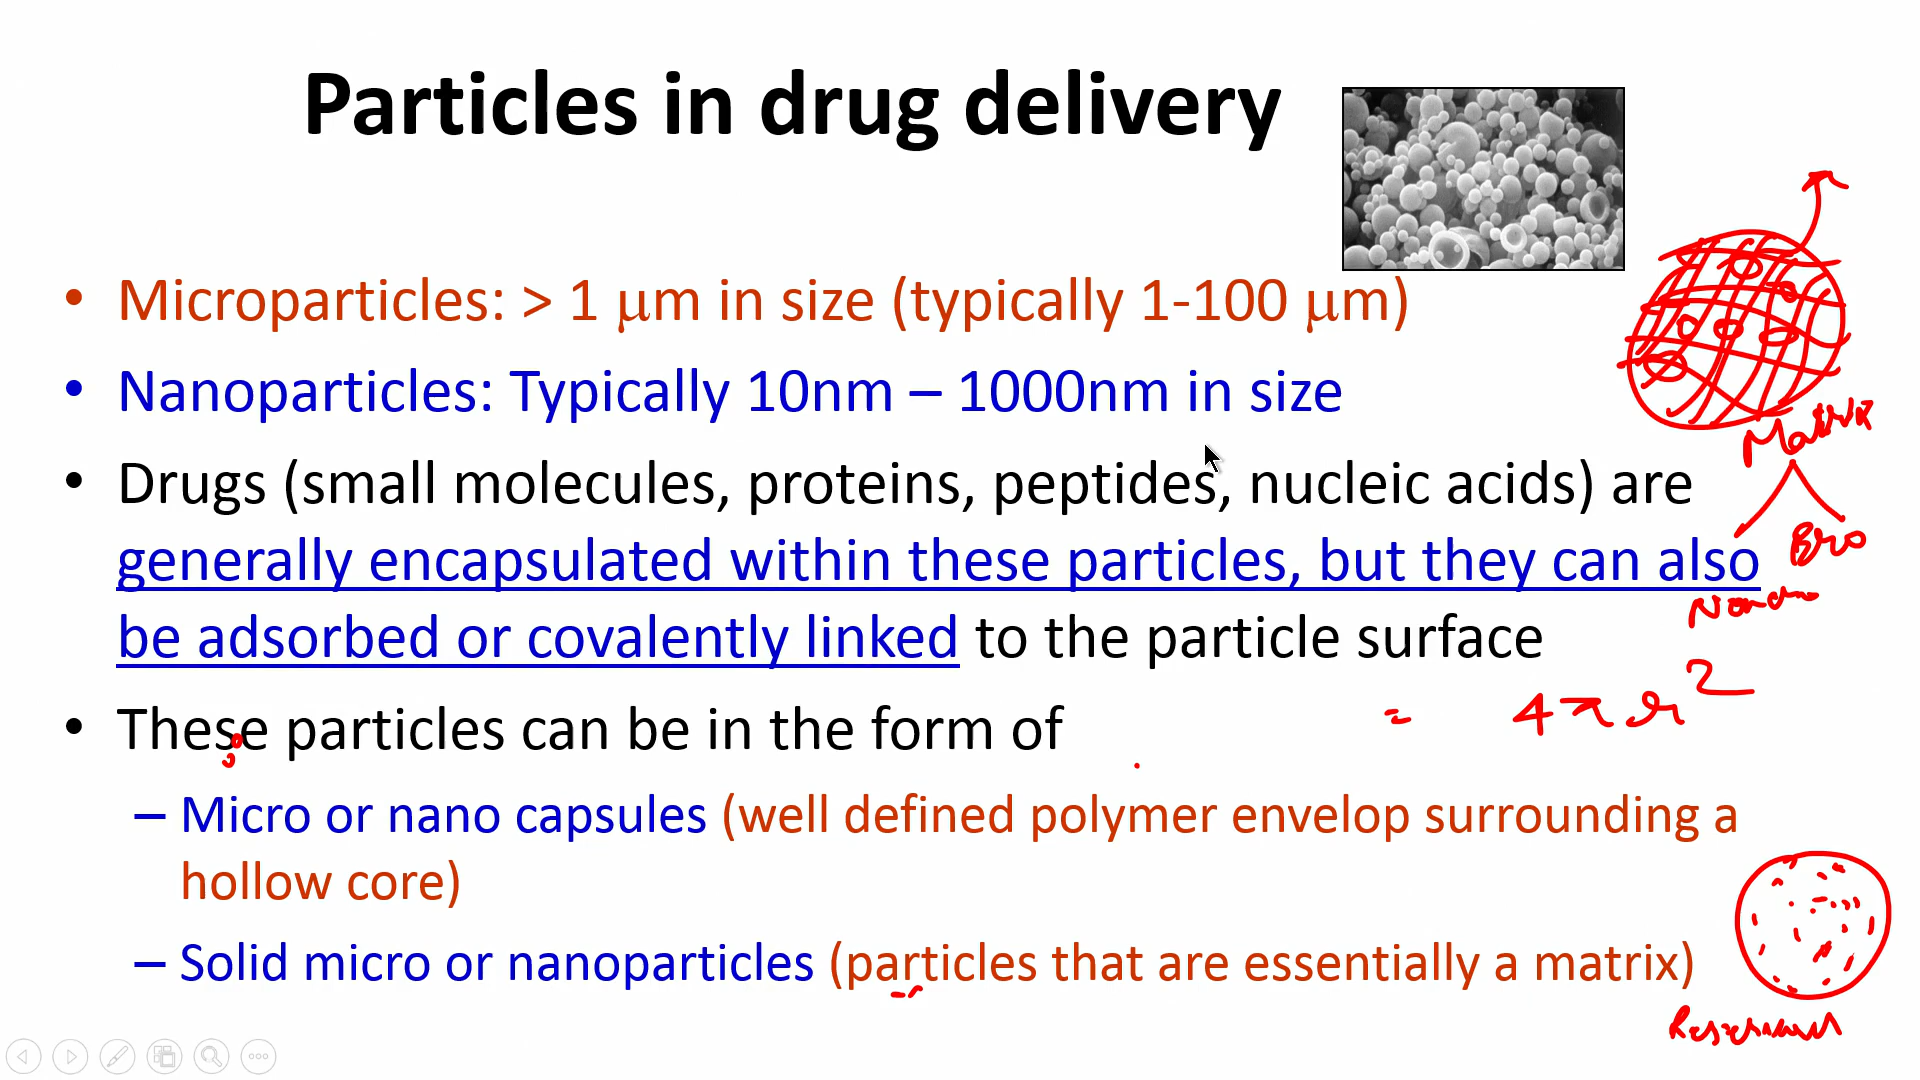 Particles in drug delivery
• Microparticles: > 1 μm in size (typically 1-100 μm)
• Nanoparticles: Typically 10nm – 1000nm in size
• Drugs (small molecules, proteins, peptides, nucleic acids) are
generally encapsulated within these particles, but they can also
be adsorbed or covalently linked to the particle surface
• These particles can be in the form of
– Micro or nano capsules (well defined polymer envelop surrounding a
hollow core)
– Solid micro or nanoparticles (particles that are essentially a matrix)
Matrix
= 4πr²